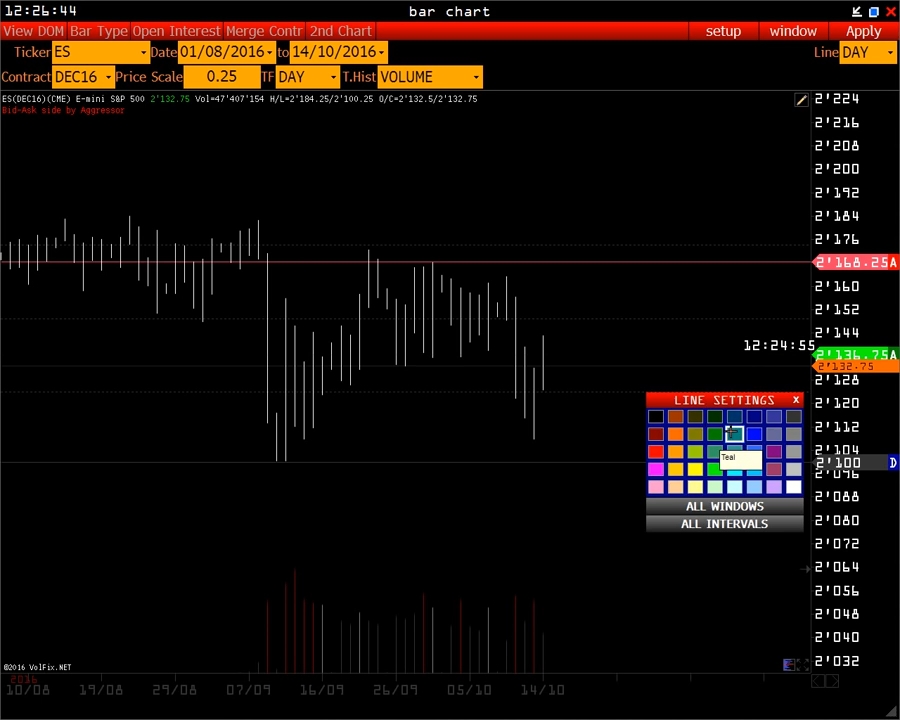 12:26:44 bar chart
View DOM Bar Type Open Interest Merge Contr 2nd Chart setup window Apply
Ticker ES Date 01/08/2016 to 14/10/2016 Line DAY
Contract DEC16 Price Scale 0.25 TF DAY T.Hist VOLUME
ES(DEC16)(CME) E-mini S&P 500 2'132.75 Vol=47'407'154 H/L=2'184.25/2'100.25 O/C=2'132.5/2'132.75
Bid-Ask side by Aggressor
2'224
2'216
2'208
2'200
2'192
2'184
2'176
2'168.25A
2'160
2'152
2'144
12:24:55
2'136.75A
2'132.75
2'128
2'120
LINE SETTINGS x
2'112
2'104
Teal
2'100 D
2'096
2'088
ALL WINDOWS
2'080
ALL INTERVALS
2'072
2'064
2'056
2'048
2'040
2'032
©2016 VolFix.NET
2016
10/08 19/08 29/08 07/09 16/09 26/09 05/10 14/10